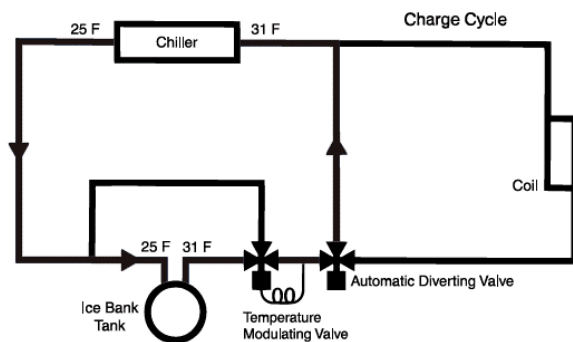 Charge Cycle
25 F
Chiller
31 F
Coil
25 F
31 F
Ice Bank
Tank
Temperature
Modulating Valve
Automatic Diverting Valve